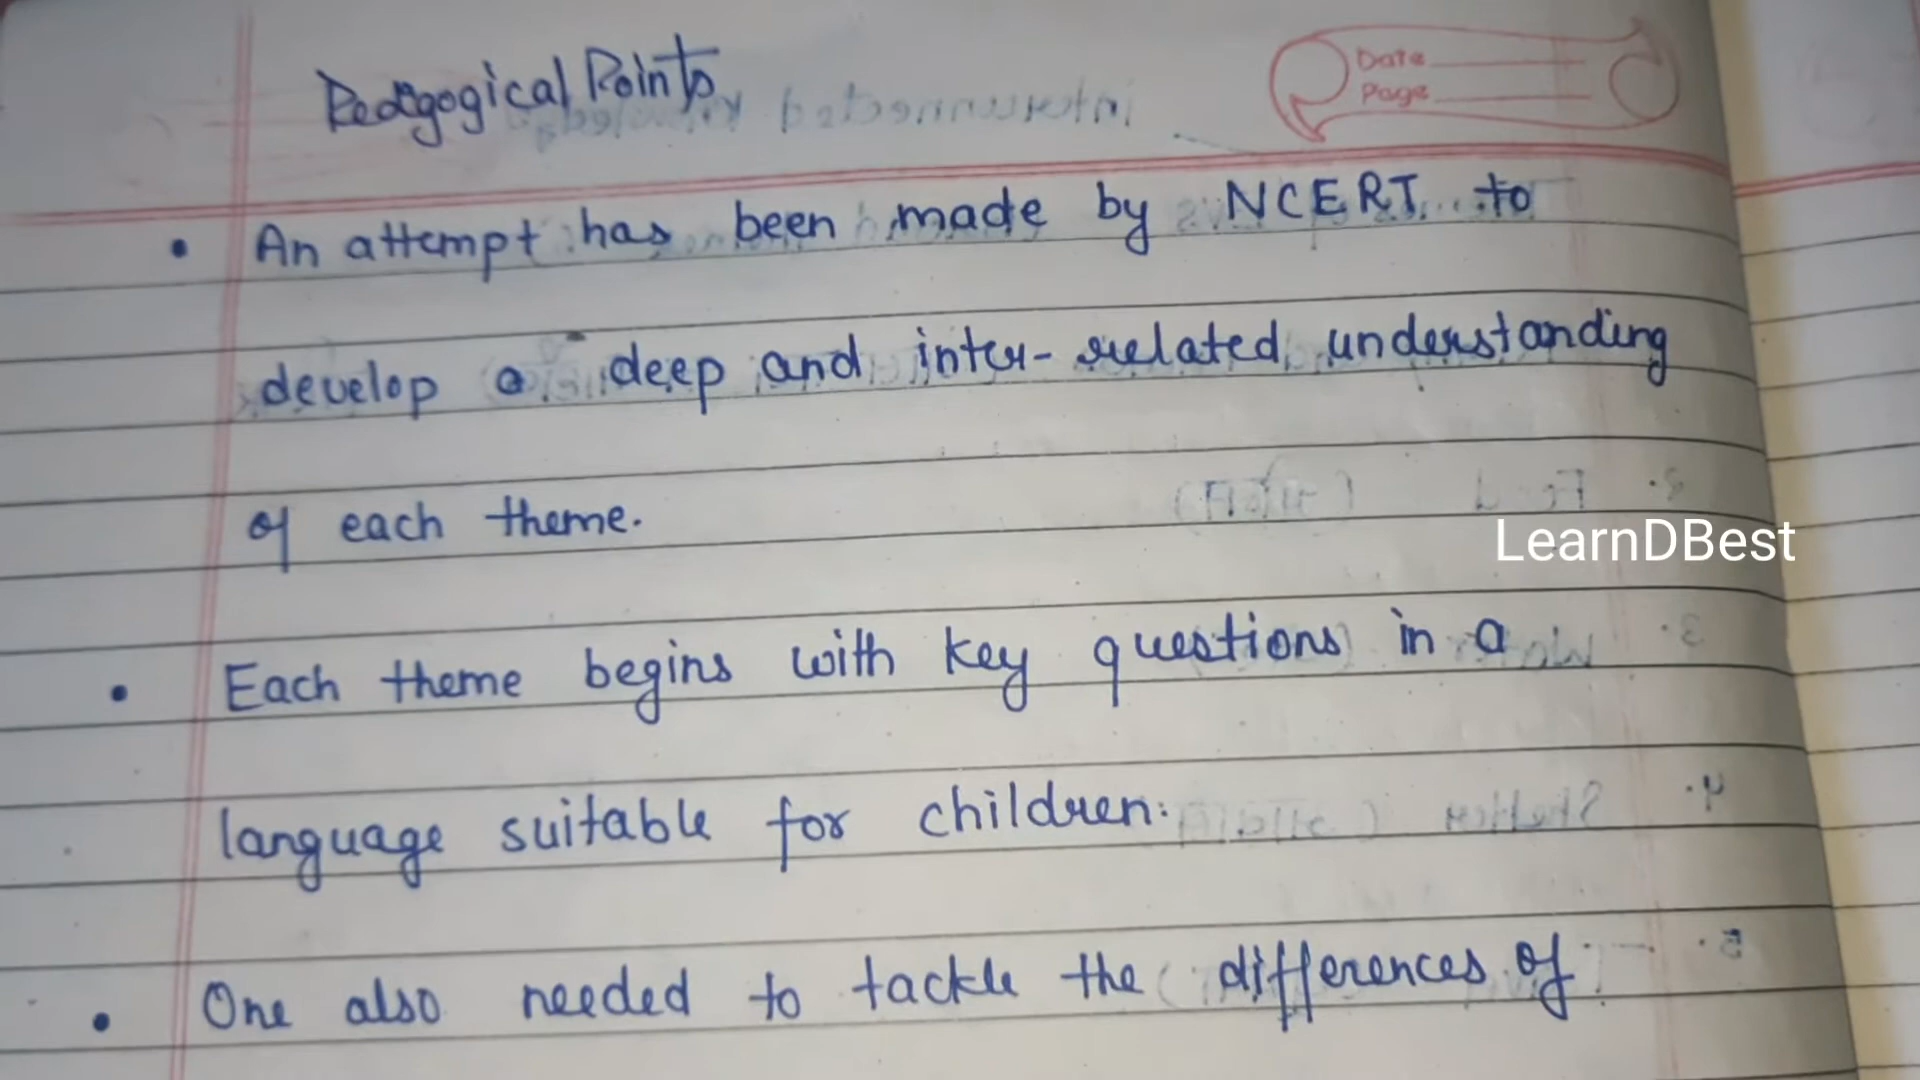 Pedagogical Points
Date
Page
• An attempt has been made by NCERT to
develop a deep and inter-related understanding
of each theme.
LearnDBest
• Each theme begins with key questions in a
language suitable for children.
• One also needed to tackle the differences of